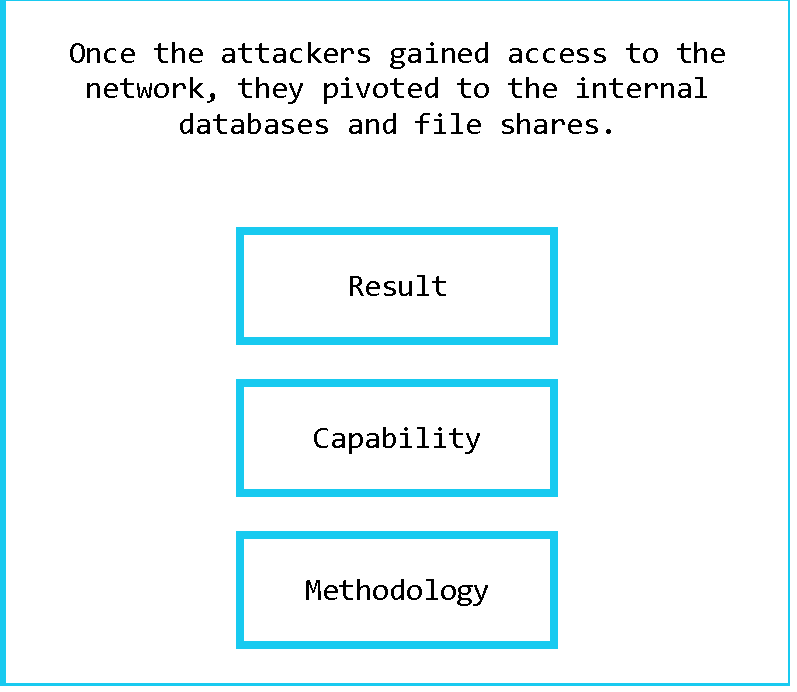 Once the attackers gained access to the
network, they pivoted to the internal
databases and file shares.
Result
Capability
Methodology